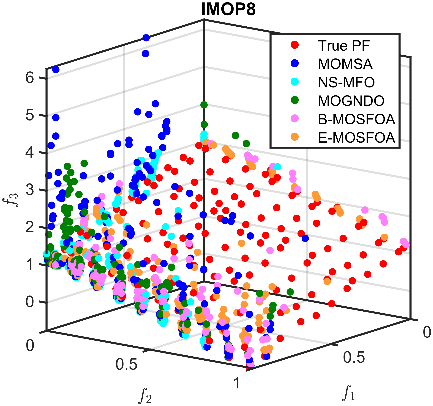 IMOP8
True PF
MOMSA
NS-MFO
MOGNDO
B-MOSFOA
E-MOSFOA
6
5
4
3
2
1
0
f₃
0
0.5
1
f₂
0
0.5
f₁